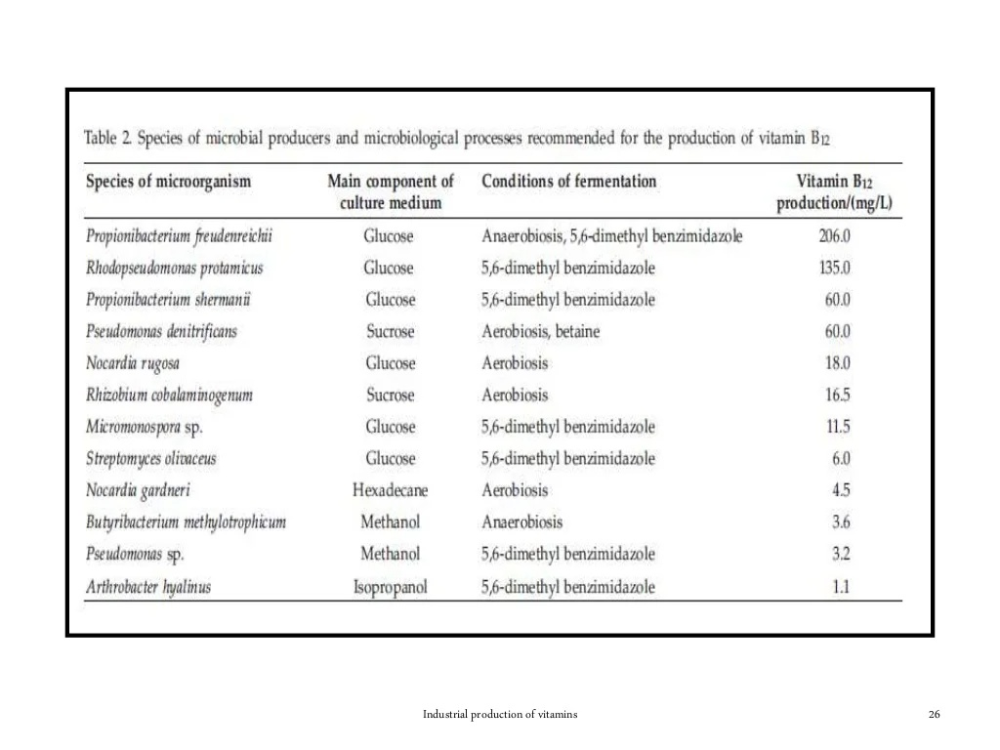 Table 2. Species of microbial producers and microbiological processes recommended for the production of vitamin B12
Species of microorganism Main component of culture medium Conditions of fermentation Vitamin B12 production/(mg/L)
Propionibacterium freudenreichii Glucose Anaerobiosis, 5,6-dimethyl benzimidazole 206.0
Rhodopseudomonas protamicus Glucose 5,6-dimethyl benzimidazole 135.0
Propionibacterium shermanii Glucose 5,6-dimethyl benzimidazole 60.0
Pseudomonas denitrificans Sucrose Aerobiosis, betaine 60.0
Nocardia rugosa Glucose Aerobiosis 18.0
Rhizobium cobalaminogenum Sucrose Aerobiosis 16.5
Micromonospora sp. Glucose 5,6-dimethyl benzimidazole 11.5
Streptomyces olivaceus Glucose 5,6-dimethyl benzimidazole 6.0
Nocardia gardneri Hexadecane Aerobiosis 4.5
Butyribacterium methylotrophicum Methanol Anaerobiosis 3.6
Pseudomonas sp. Methanol 5,6-dimethyl benzimidazole 3.2
Arthrobacter hyalinus Isopropanol 5,6-dimethyl benzimidazole 1.1
Industrial production of vitamins 26